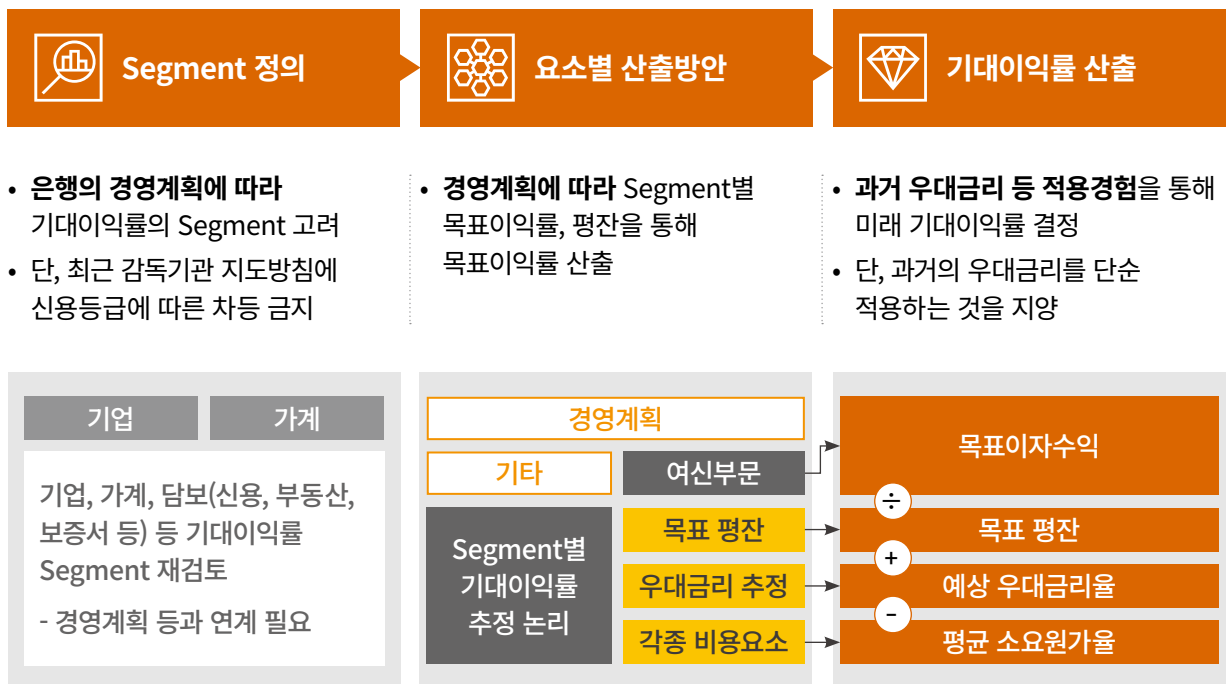 Segment 정의
요소별 산출방안
기대이익률 산출
• 은행의 경영계획에 따라
기대이익률의 Segment 고려
• 단, 최근 감독기관 지도방침에
신용등급에 따른 차등 금지
• 경영계획에 따라 Segment별
목표이익률, 평잔을 통해
목표이익률 산출
• 과거 우대금리 등 적용경험을 통해
미래 기대이익률 결정
• 단, 과거의 우대금리를 단순
적용하는 것을 지양
기업
가계
기업, 가계, 담보(신용, 부동산,
보증서 등) 등 기대이익률
Segment 재검토
- 경영계획 등과 연계 필요
경영계획
기타
여신부문
Segment별
기대이익률
추정 논리
목표 평잔
우대금리 추정
각종 비용요소
목표이자수익
÷
목표 평잔
+
예상 우대금리율
-
평균 소요원가율